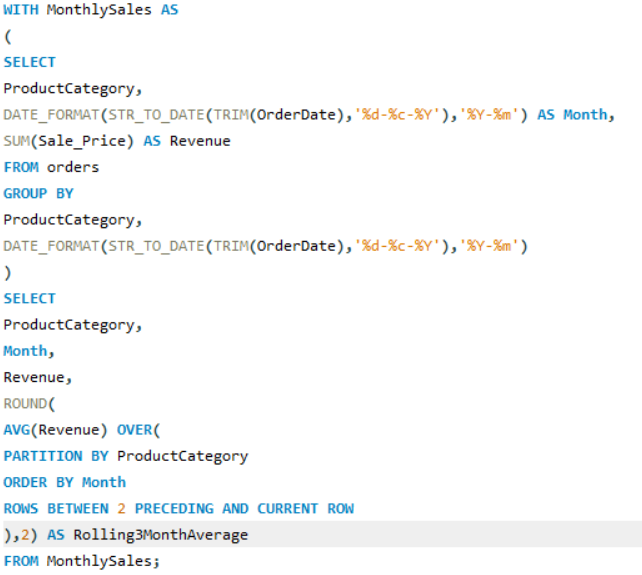 WITH MonthlySales AS
(
SELECT
ProductCategory,
DATE_FORMAT(STR_TO_DATE(TRIM(OrderDate),'%d-%c-%Y'),'%Y-%m') AS Month,
SUM(Sale_Price) AS Revenue
FROM orders
GROUP BY
ProductCategory,
DATE_FORMAT(STR_TO_DATE(TRIM(OrderDate),'%d-%c-%Y'),'%Y-%m')
)
SELECT
ProductCategory,
Month,
Revenue,
ROUND(
AVG(Revenue) OVER(
PARTITION BY ProductCategory
ORDER BY Month
ROWS BETWEEN 2 PRECEDING AND CURRENT ROW
),2) AS Rolling3MonthAverage
FROM MonthlySales;